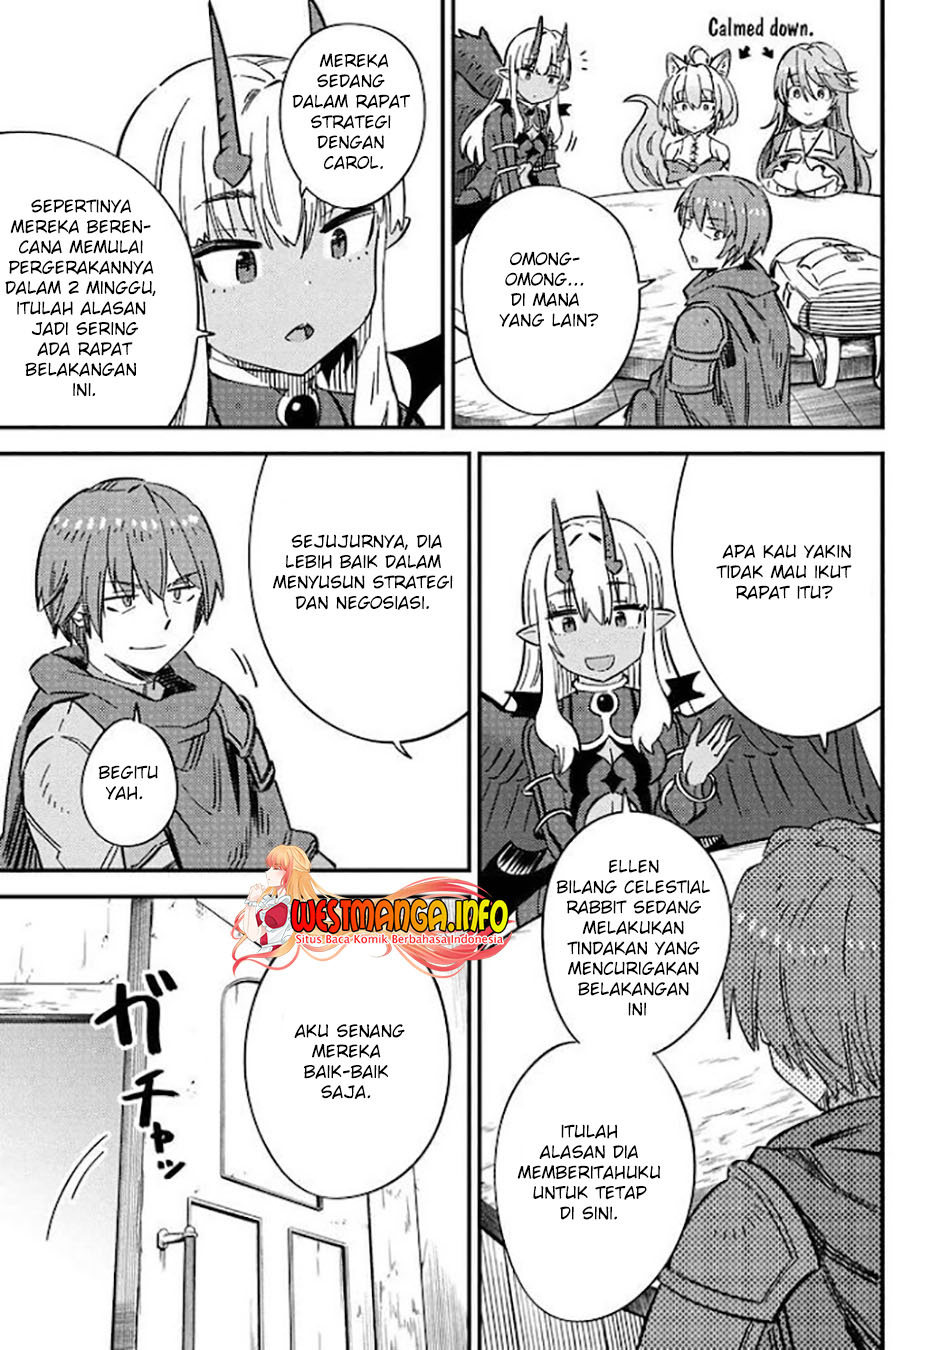 Calmed down.
OMONG-
OMONG...
DI MANA
YANG LAIN?
MEREKA
SEDANG
DALAM RAPAT
STRATEGI
DENGAN
CAROL.
SEPERTINYA
MEREKA BEREN-
CANA MEMULAI
PERGERAKANNYA
DALAM 2 MINGGU,
ITULAH ALASAN
JADI SERING
ADA RAPAT
BELAKANGAN
INI.
APA KAU YAKIN
TIDAK MAU IKUT
RAPAT ITU?
ELLEN
BILANG CELESTIAL
RABBIT SEDANG
MELAKUKAN
TINDAKAN YANG
MENCURIGAKAN
BELAKANGAN
INI
ITULAH
ALASAN DIA
MEMBERITAHUKU
UNTUK TETAP
DI SINI.
SEJUJURNYA, DIA
LEBIH BAIK DALAM
MENYUSUN STRATEGI
DAN NEGOSIASI.
BEGITU
YAH.
WESTMANGA.INFO
Situs Baca Komik Berbahasa Indonesia
AKU SENANG
MEREKA
BAIK-BAIK
SAJA.
ガチャッ